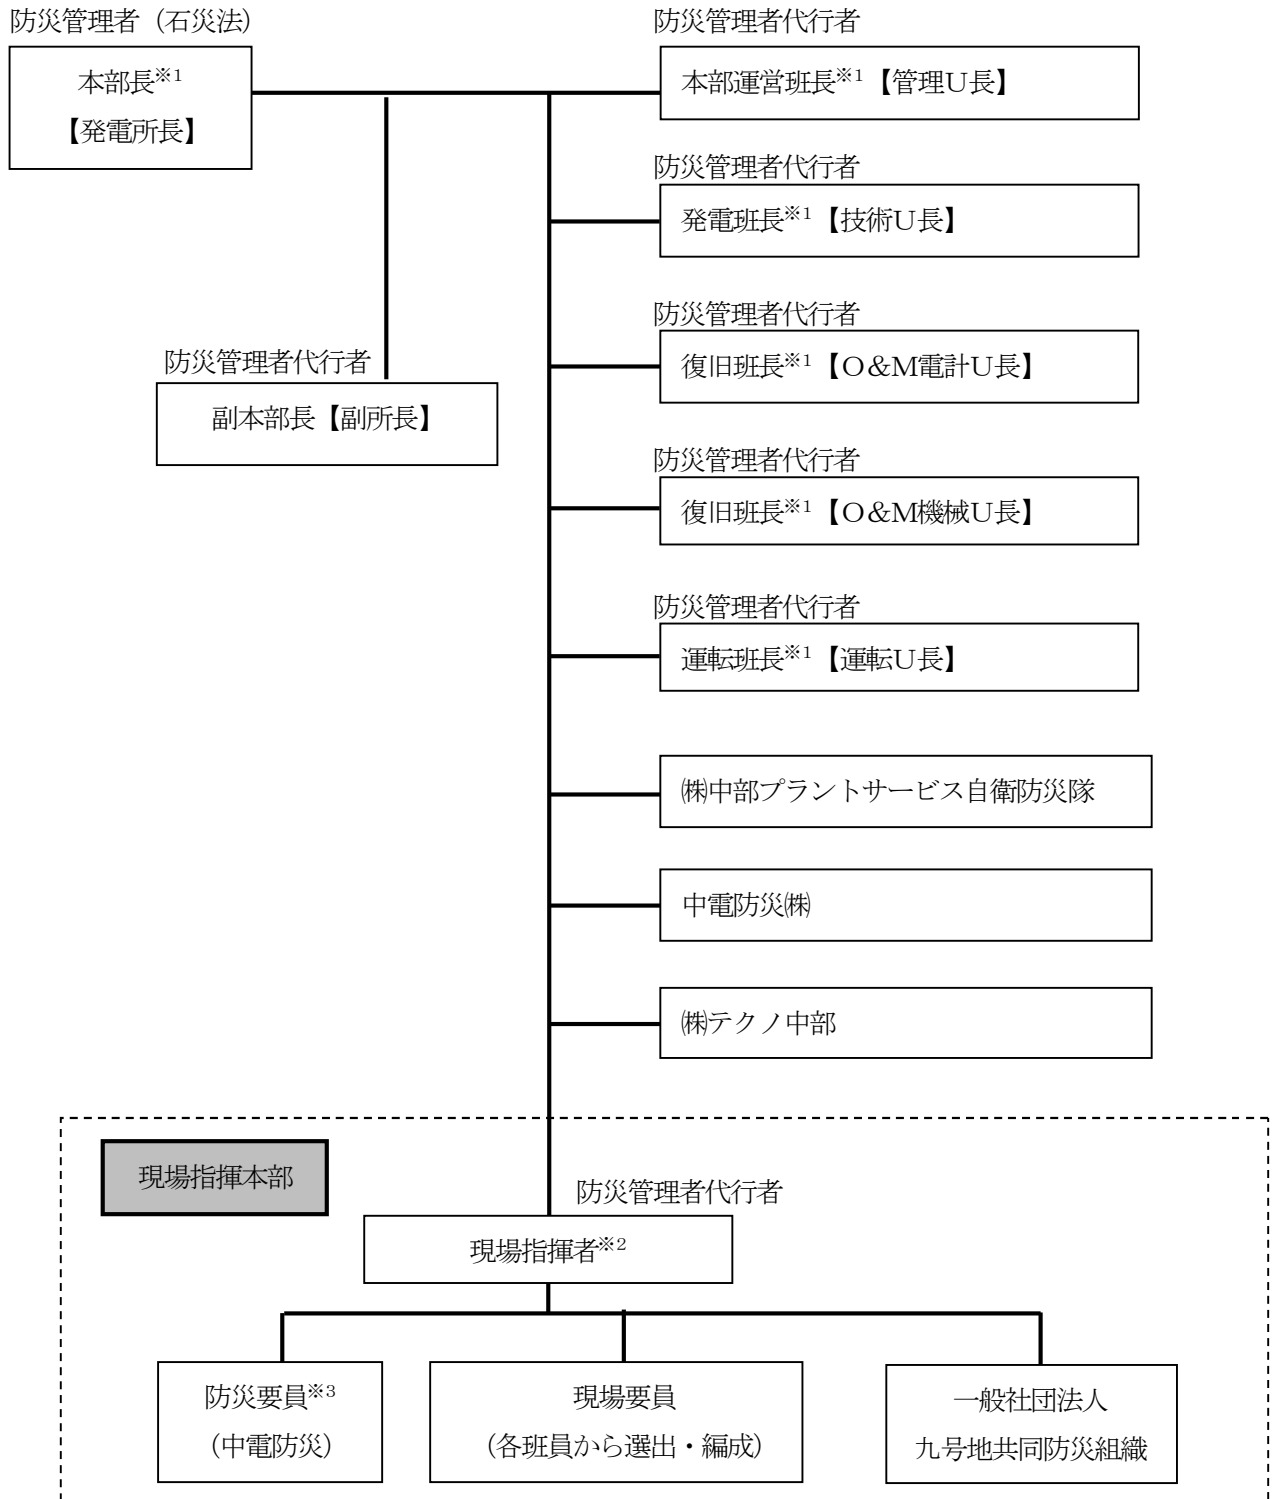 防災管理者（石災法）
本部長※1
【発電所長】
防災管理者代行者
本部運営班長※1【管理Ｕ長】
防災管理者代行者
発電班長※1【技術Ｕ長】
防災管理者代行者
復旧班長※1【Ｏ＆Ｍ電計Ｕ長】
防災管理者代行者
副本部長【副所長】
防災管理者代行者
復旧班長※1【Ｏ＆Ｍ機械Ｕ長】
防災管理者代行者
運転班長※1【運転Ｕ長】
㈱中部プラントサービス自衛防災隊
中電防災㈱
㈱テクノ中部
現場指揮本部
防災管理者代行者
現場指揮者※2
防災要員※3
（中電防災）
現場要員
（各班員から選出・編成）
一般社団法人
九号地共同防災組織